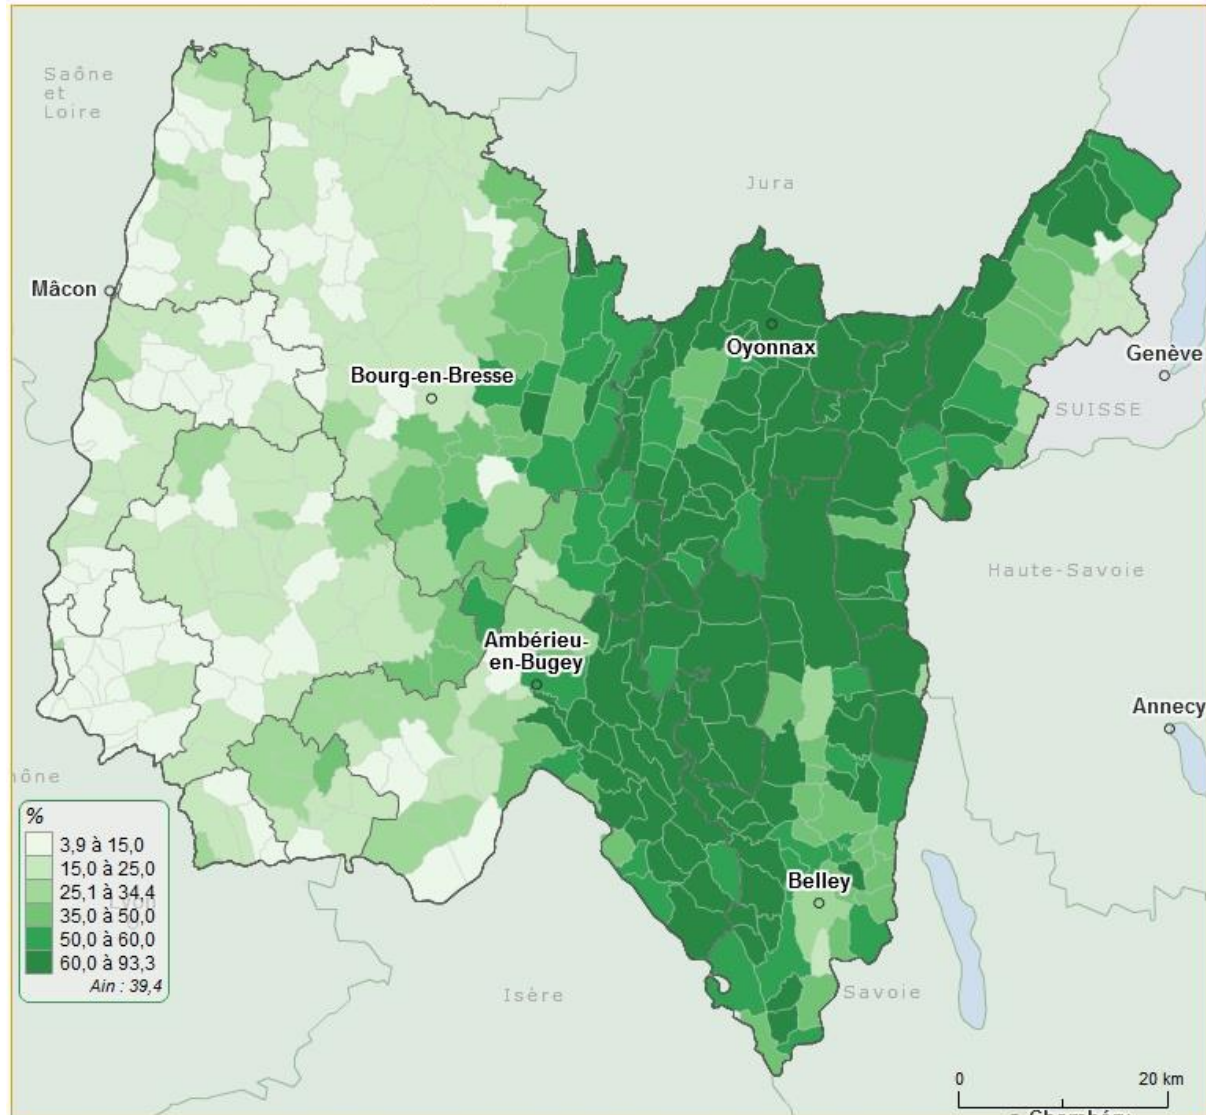 Saône
et
Loire
Jura
Mâcon
Oyonnax
Genève
Bourg-en-Bresse
SUISSE
Haute-Savoie
Ambérieu-
en-Bugey
Annecy
hône
%
3,9 à 15,0
15,0 à 25,0
25,1 à 34,4
35,0 à 50,0
50,0 à 60,0
60,0 à 93,3
Ain : 39,4
Lyon
Belley
Isère
Savoie
0 20 km